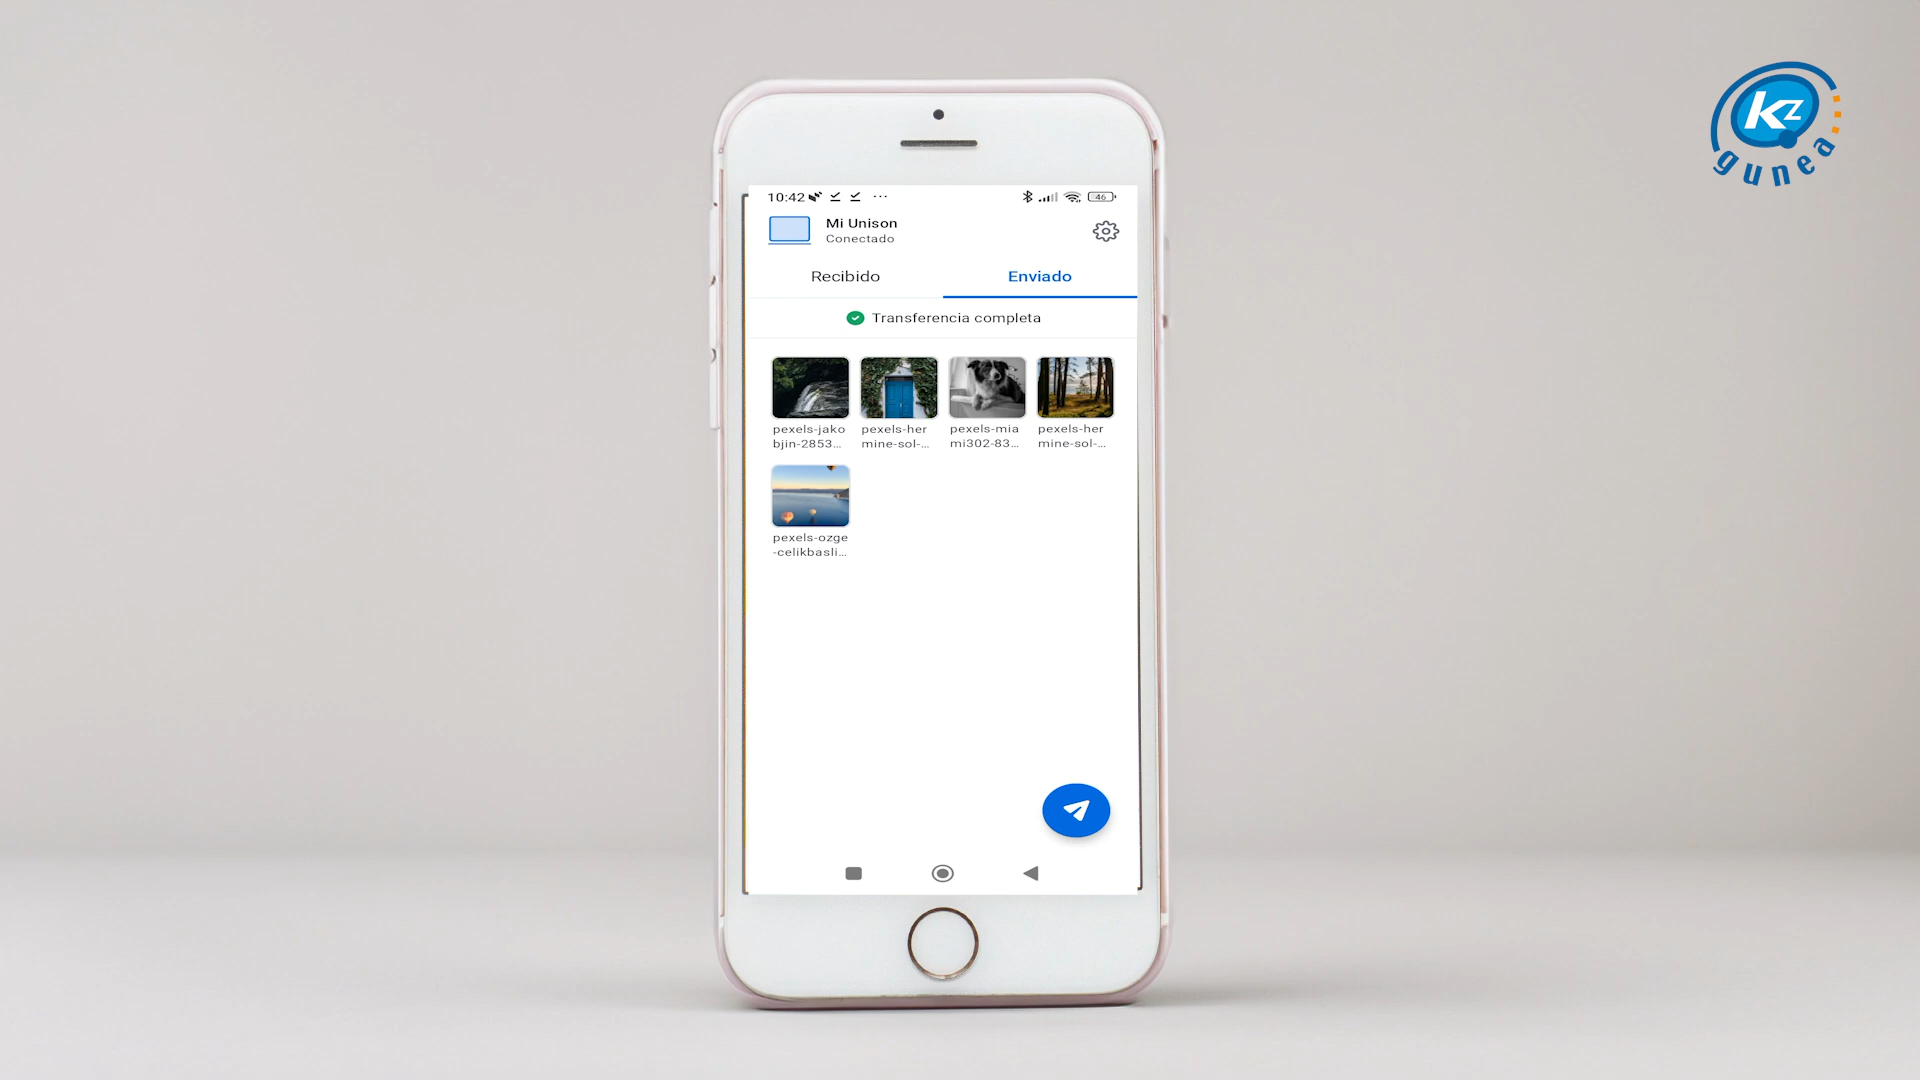 KZ
gunea
10:42
46
Mi Unison
Conectado
Recibido
Enviado
Transferencia completa
pexels-jako
bjin-2853...
pexels-her
mine-sol-...
pexels-mia
mi302-83...
pexels-her
mine-sol-...
pexels-ozge
-celikbasli...